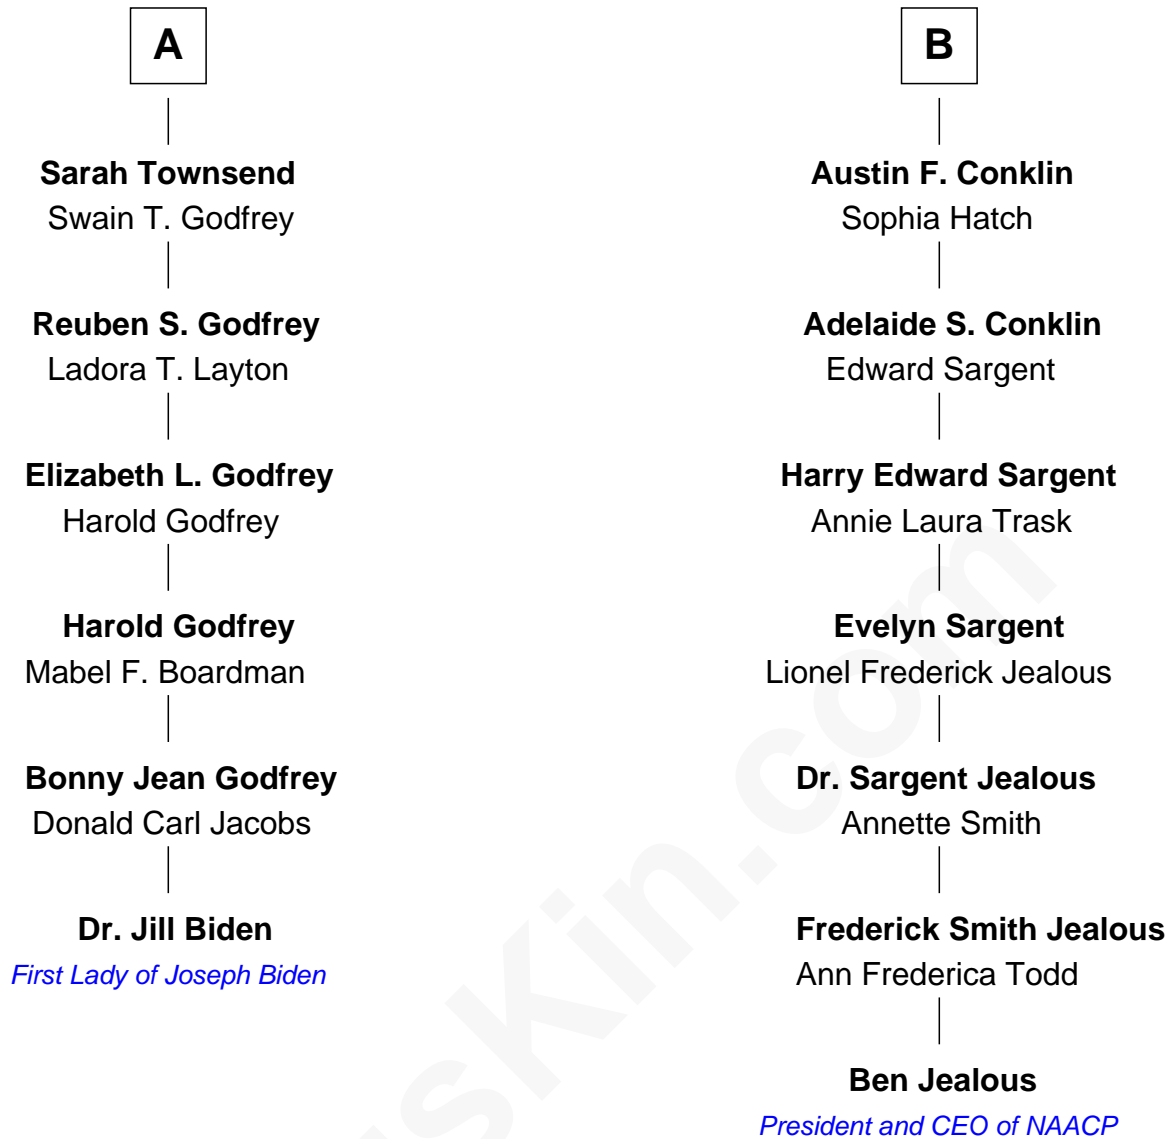 A
Sarah Townsend
Swain T. Godfrey
Reuben S. Godfrey
Ladora T. Layton
Elizabeth L. Godfrey
Harold Godfrey
Harold Godfrey
Mabel F. Boardman
Bonny Jean Godfrey
Donald Carl Jacobs
Dr. Jill Biden
First Lady of Joseph Biden
B
Austin F. Conklin
Sophia Hatch
Adelaide S. Conklin
Edward Sargent
Harry Edward Sargent
Annie Laura Trask
Evelyn Sargent
Lionel Frederick Jealous
Dr. Sargent Jealous
Annette Smith
Frederick Smith Jealous
Ann Frederica Todd
Ben Jealous
President and CEO of NAACP
sKin.com